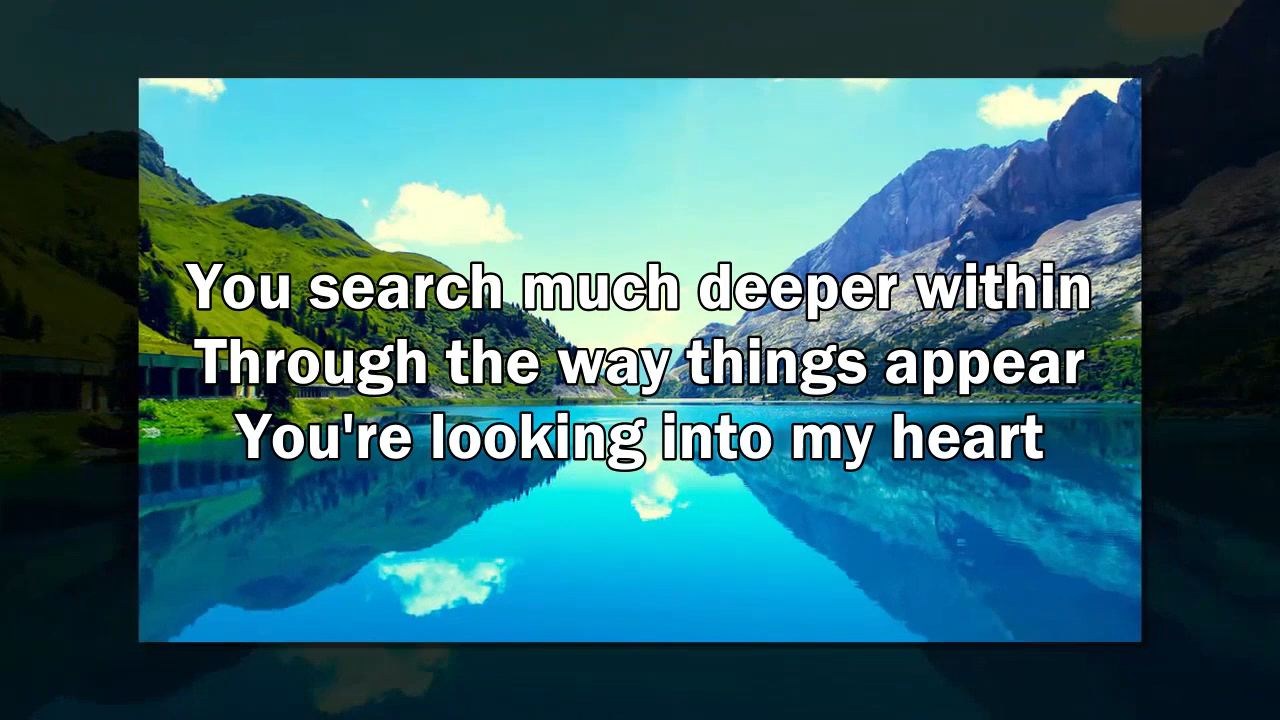 You search much deeper within
Through the way things appear
You're looking into my heart